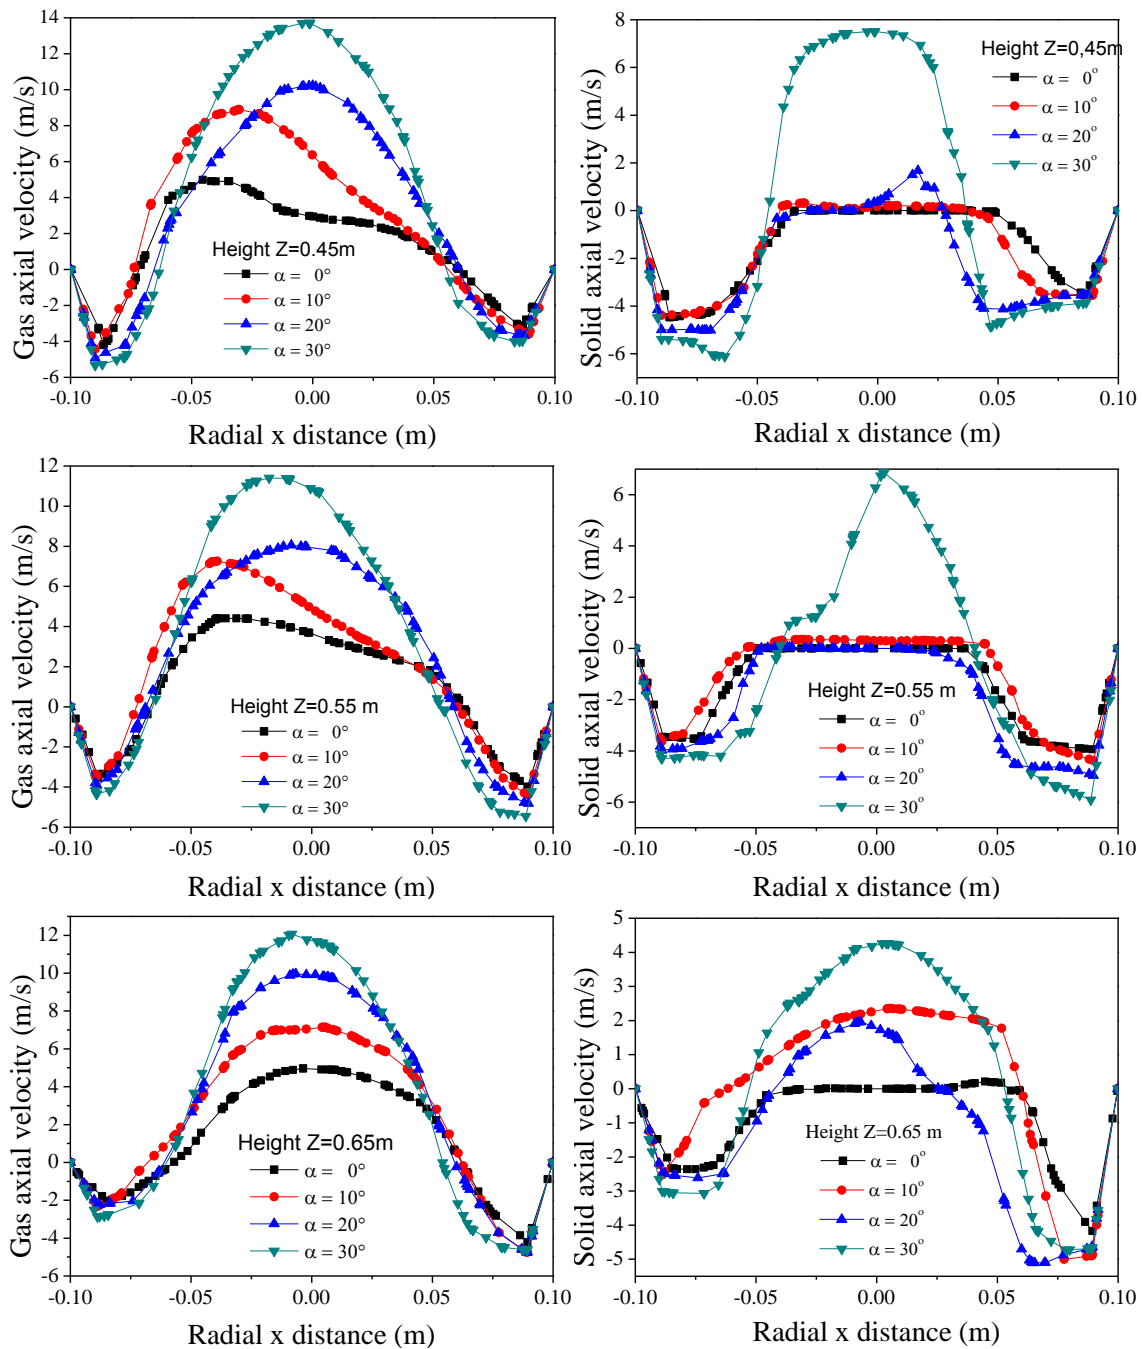 Gas axial velocity (m/s)
14
12
10
8
6
4
2
0
-2
-4
-6
Height Z=0.45m
α = 0°
α = 10°
α = 20°
α = 30°
-0.10 -0.05 0.00 0.05 0.10
Radial x distance (m)
Solid axial velocity (m/s)
8
6
4
2
0
-2
-4
-6
Height Z=0,45m
α = 0°
α = 10°
α = 20°
α = 30°
-0.10 -0.05 0.00 0.05 0.10
Radial x distance (m)
Gas axial velocity (m/s)
12
10
8
6
4
2
0
-2
-4
-6
Height Z=0.55 m
α = 0°
α = 10°
α = 20°
α = 30°
-0.10 -0.05 0.00 0.05 0.10
Radial x distance (m)
Solid axial velocity (m/s)
6
4
2
0
-2
-4
-6
Height Z=0.55 m
α = 0°
α = 10°
α = 20°
α = 30°
-0.10 -0.05 0.00 0.05 0.10
Radial x distance (m)
Gas axial velocity (m/s)
12
10
8
6
4
2
0
-2
-4
-6
Height Z=0.65m
α = 0°
α = 10°
α = 20°
α = 30°
-0.10 -0.05 0.00 0.05 0.10
Radial x distance (m)
Solid axial velocity (m/s)
5
4
3
2
1
0
-1
-2
-3
-4
-5
Height Z=0.65 m
α = 0°
α = 10°
α = 20°
α = 30°
-0.10 -0.05 0.00 0.05 0.10
Radial x distance (m)